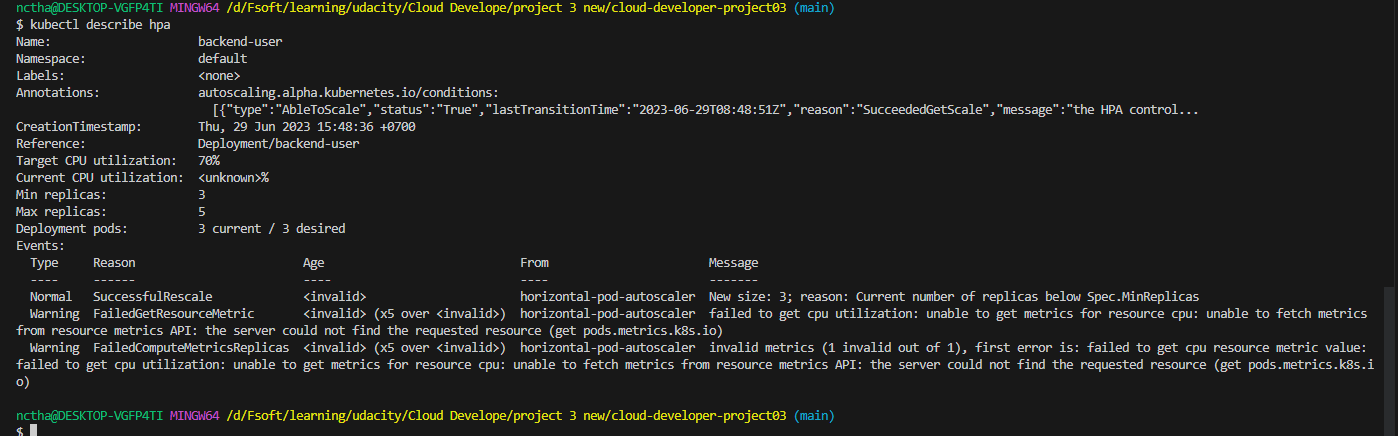 nctha@DESKTOP-VGFP4TI MINGW64 /d/Fsoft/learning/udacity/Cloud Develope/project 3 new/cloud-developer-project03 (main)
$ kubectl describe hpa
Name:                     backend-user
Namespace:                default
Labels:                   <none>
Annotations:              autoscaling.alpha.kubernetes.io/conditions:
                            [{"type":"AbleToScale","status":"True","lastTransitionTime":"2023-06-29T08:48:51Z","reason":"SucceededGetScale","message":"the HPA control...
CreationTimestamp:        Thu, 29 Jun 2023 15:48:36 +0700
Reference:                Deployment/backend-user
Target CPU utilization:   70%
Current CPU utilization:  <unknown>%
Min replicas:             3
Max replicas:             5
Deployment pods:          3 current / 3 desired
Events:
  Type     Reason                        Age                            From                       Message
  ----     ------                        ----                           ----                       -------
  Normal   SuccessfulRescale             <invalid>                      horizontal-pod-autoscaler  New size: 3; reason: Current number of replicas below Spec.MinReplicas
  Warning  FailedGetResourceMetric       <invalid> (x5 over <invalid>)  horizontal-pod-autoscaler  failed to get cpu utilization: unable to get metrics for resource cpu: unable to fetch metrics
from resource metrics API: the server could not find the requested resource (get pods.metrics.k8s.io)
  Warning  FailedComputeMetricsReplicas  <invalid> (x5 over <invalid>)  horizontal-pod-autoscaler  invalid metrics (1 invalid out of 1), first error is: failed to get cpu resource metric value:
failed to get cpu utilization: unable to get metrics for resource cpu: unable to fetch metrics from resource metrics API: the server could not find the requested resource (get pods.metrics.k8s.i
o)
nctha@DESKTOP-VGFP4TI MINGW64 /d/Fsoft/learning/udacity/Cloud Develope/project 3 new/cloud-developer-project03 (main)
$